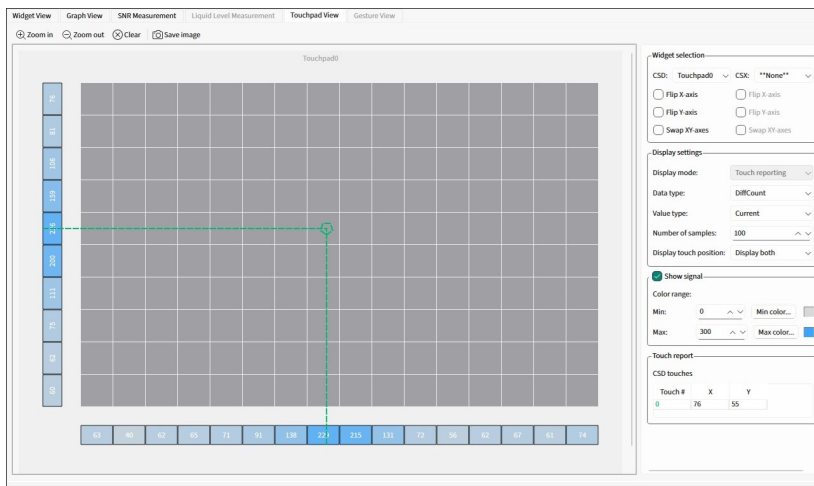 Widget View Graph View SNR Measurement Liquid Level Measurement Touchpad View Gesture View
Zoom in Zoom out Clear Save image
Touchpad0
76
81
106
159
216
200
111
73
62
60
63 40 62 65 71 91 138 229 215 131 72 56 62 67 61 74
Widget selection
CSD: Touchpad0 CSX: **None**
Flip X-axis Flip X-axis
Flip Y-axis Flip Y-axis
Swap XY-axes Swap XY-axes
Display settings
Display mode: Touch reporting
Data type: DiffCount
Value type: Current
Number of samples: 100
Display touch position: Display both
Show signal
Color range:
Min: 0 Min color...
Max: 300 Max color...
Touch report
CSD touches
Touch # X Y
0 76 55